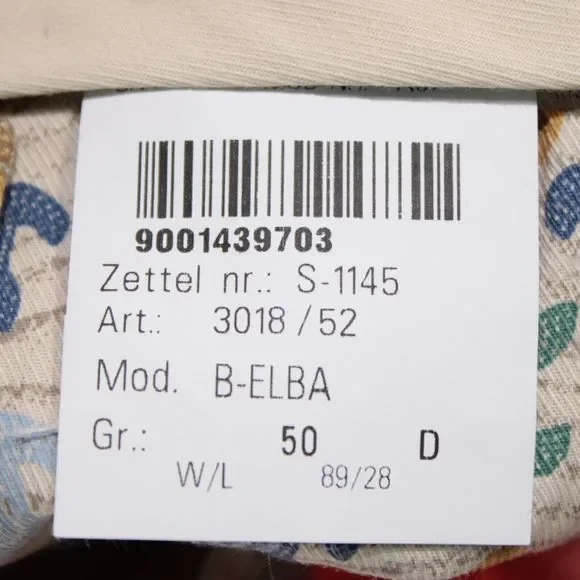 9001439703
Zettel nr.: S-1145
Art.: 3018/52
Mod. B-ELBA
Gr.: 50 D
W/L 89/28